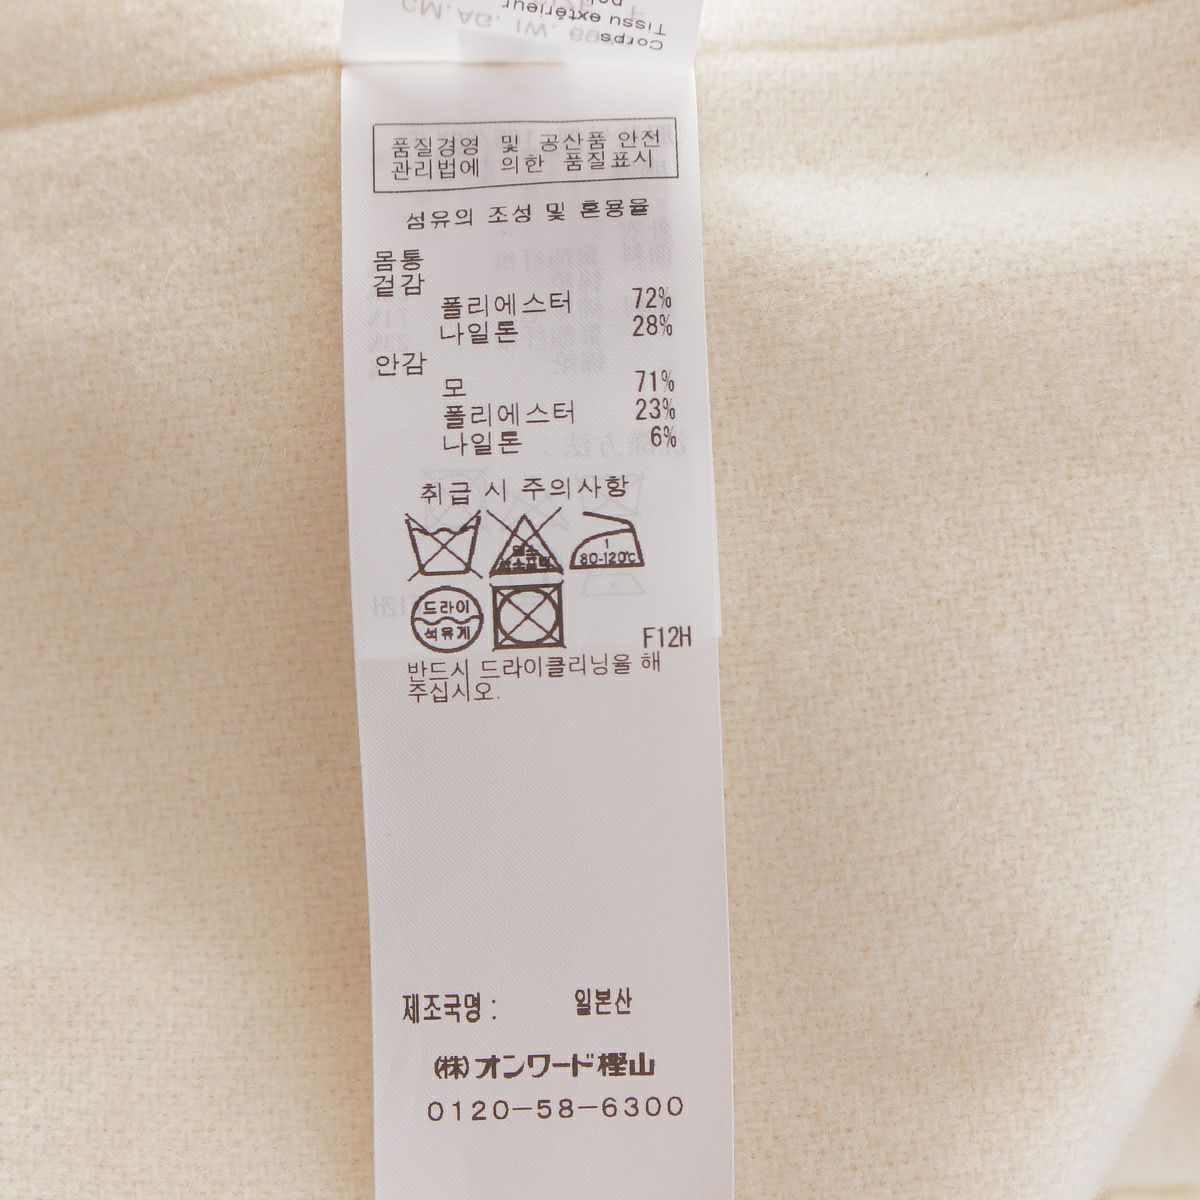 Corps
Tissu extérieur
품질경영 및 공산품 안전
관리법에 의한 품질표시
섬유의 조성 및 혼용율
몸통
겉감
폴리에스터 72%
나일론 28%
안감
모 71%
폴리에스터 23%
나일론 6%
취급 시 주의사항
1
80-120℃
드라이
석유계
F12H
반드시 드라이클리닝을 해
주십시오.
제조국명 : 일본산
(株)オンワード樫山
0120-58-6300